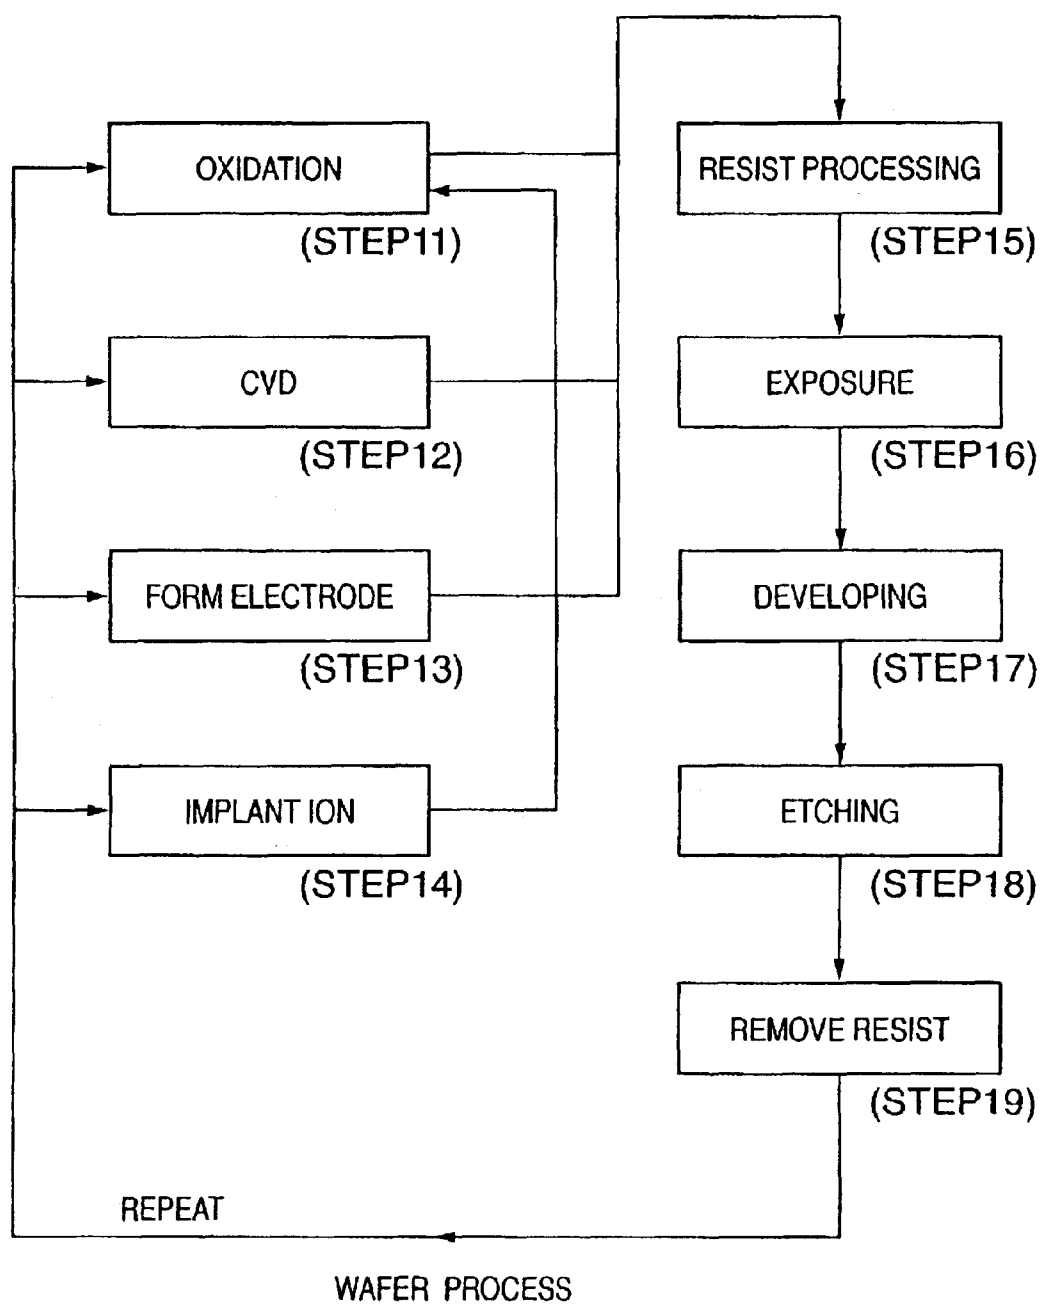 OXIDATION
(STEP11)
CVD
(STEP12)
FORM ELECTRODE
(STEP13)
IMPLANT ION
(STEP14)
RESIST PROCESSING
(STEP15)
EXPOSURE
(STEP16)
DEVELOPING
(STEP17)
ETCHING
(STEP18)
REMOVE RESIST
(STEP19)
REPEAT
WAFER PROCESS